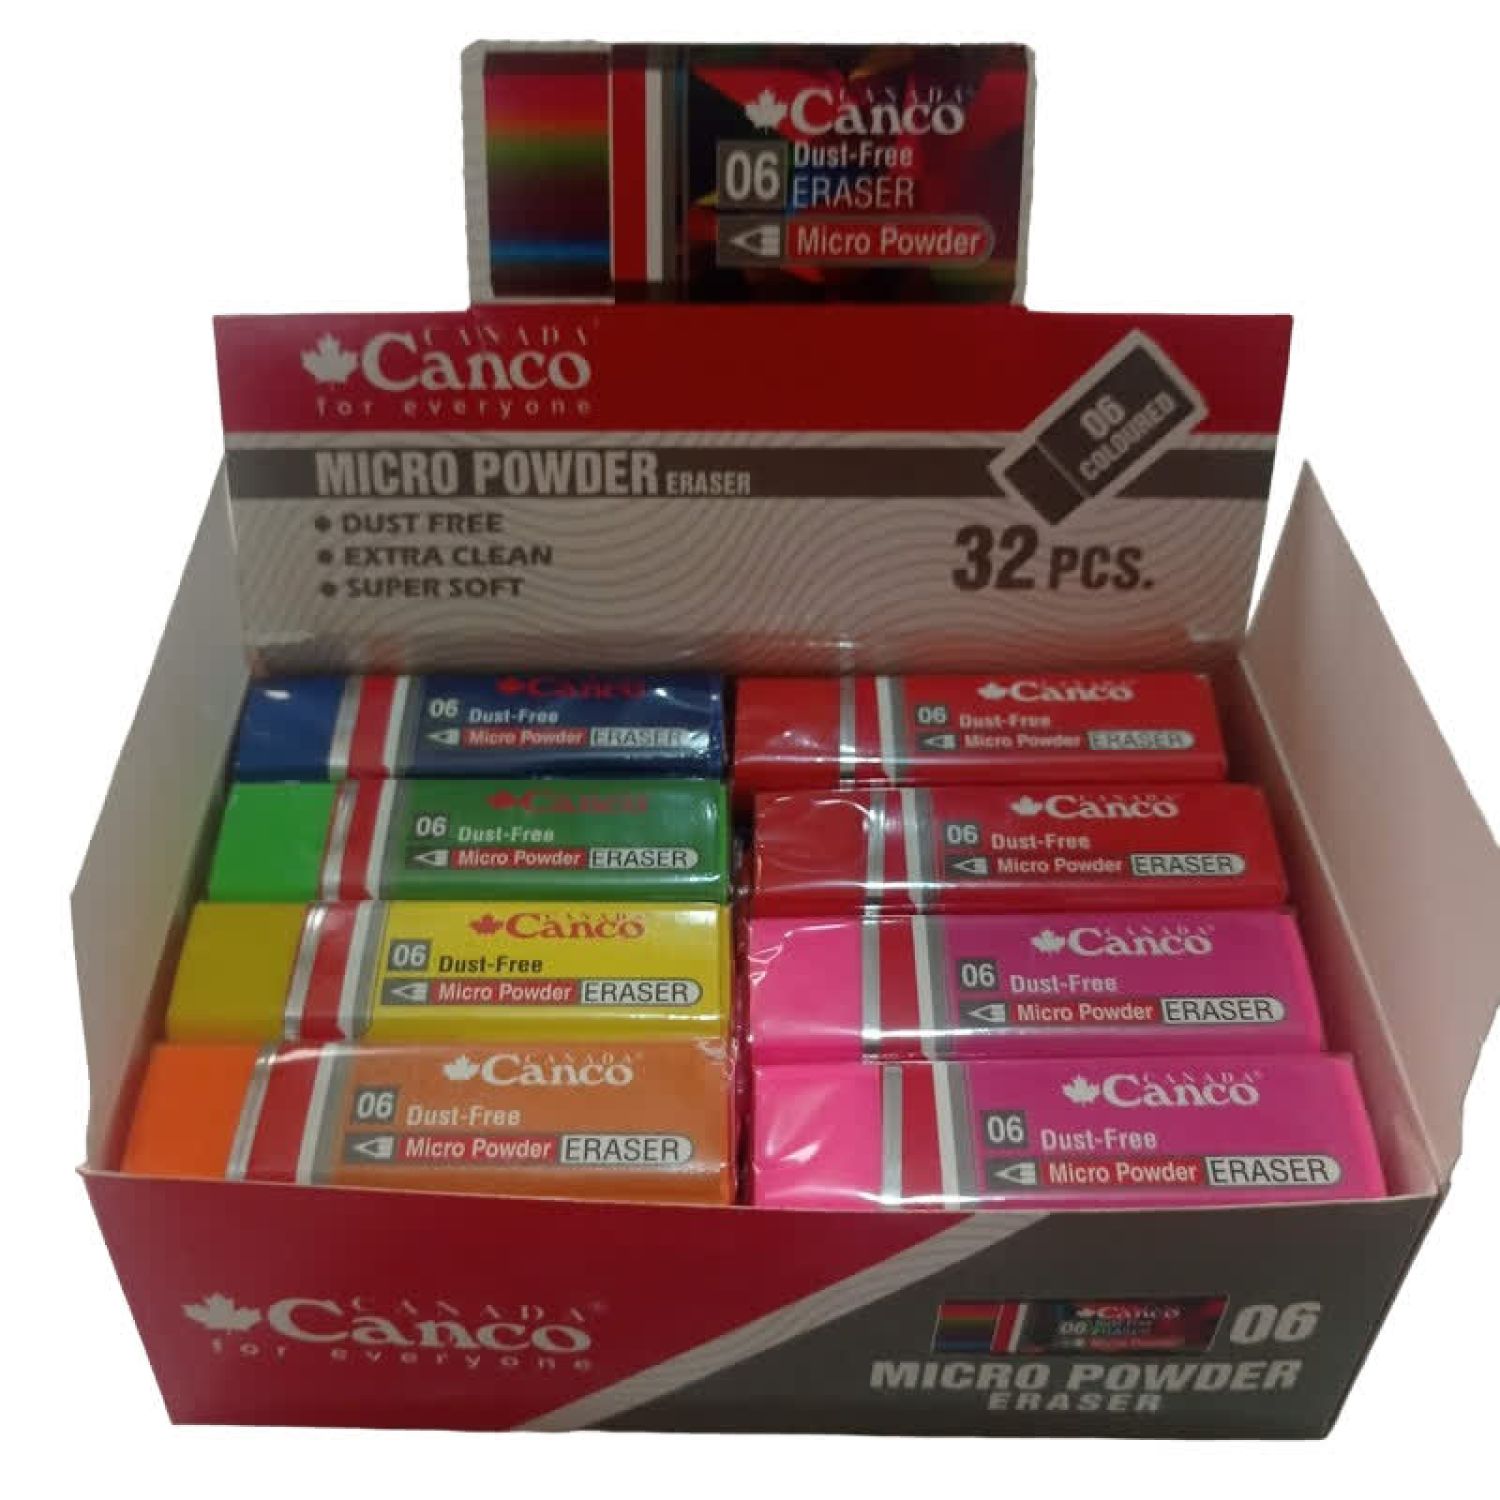 CANADA
Canco
06 Dust-Free
ERASER
Micro Powder
CANADA
Canco
for everyone
06
COLOURED
MICRO POWDER ERASER
DUST FREE
EXTRA CLEAN
SUPER SOFT
32 PCS.
Canco
06 Dust-Free
Micro Powder ERASER
Canco
06 Dust-Free
Micro Powder ERASER
Canco
06 Dust-Free
Micro Powder ERASER
CANADA
Canco
06 Dust-Free
Micro Powder ERASER
CANADA
Canco
06 Dust-Free
Micro Powder ERASER
CANADA
Canco
06 Dust-Free
Micro Powder ERASER
CANADA
Canco
06 Dust-Free
Micro Powder ERASER
CANADA
Canco
06 Dust-Free
Micro Powder ERASER
CANADA
Canco
for everyone
Canco
06
06
MICRO POWDER
ERASER